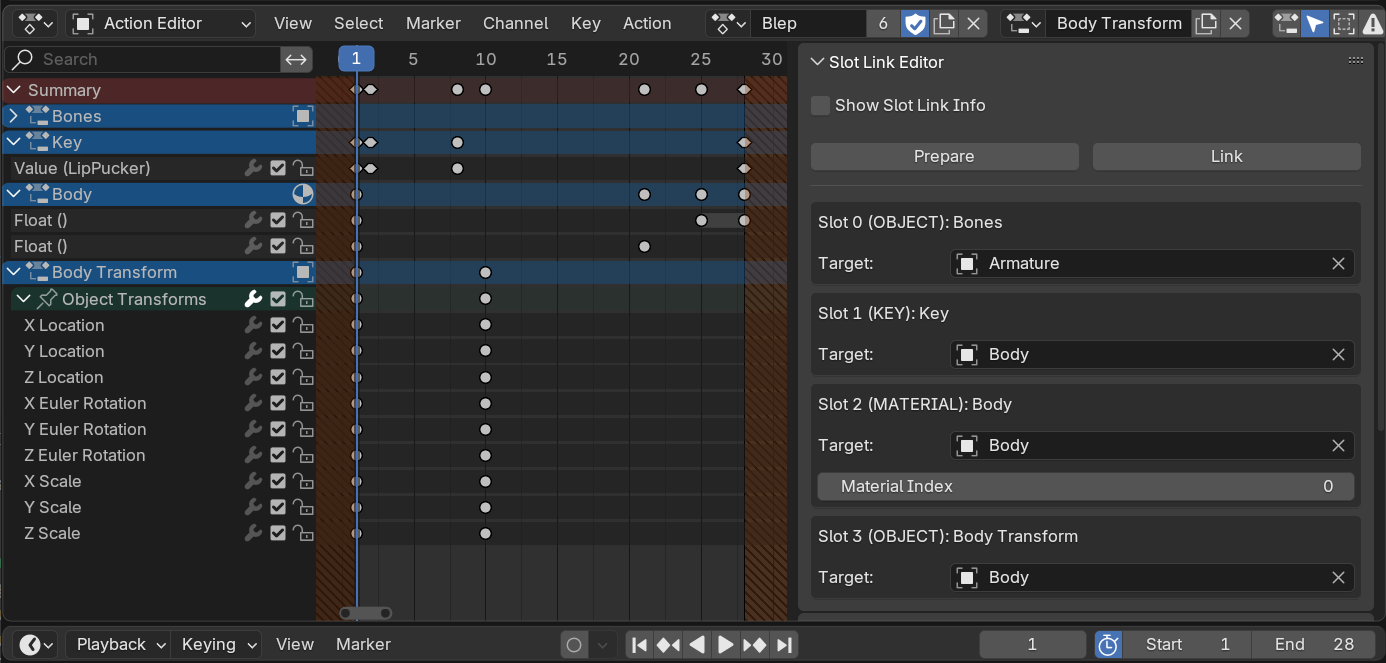 Action Editor View Select Marker Channel Key Action Blep 6 Body Transform
Search 1 5 10 15 20 25 30
Summary
Bones
Key
Value (LipPucker)
Body
Float ()
Float ()
Body Transform
Object Transforms
X Location
Y Location
Z Location
X Euler Rotation
Y Euler Rotation
Z Euler Rotation
X Scale
Y Scale
Z Scale
Slot Link Editor
Show Slot Link Info
Prepare Link
Slot 0 (OBJECT): Bones
Target: Armature
Slot 1 (KEY): Key
Target: Body
Slot 2 (MATERIAL): Body
Target: Body
Material Index 0
Slot 3 (OBJECT): Body Transform
Target: Body
Playback Keying View Marker 1 Start 1 End 28